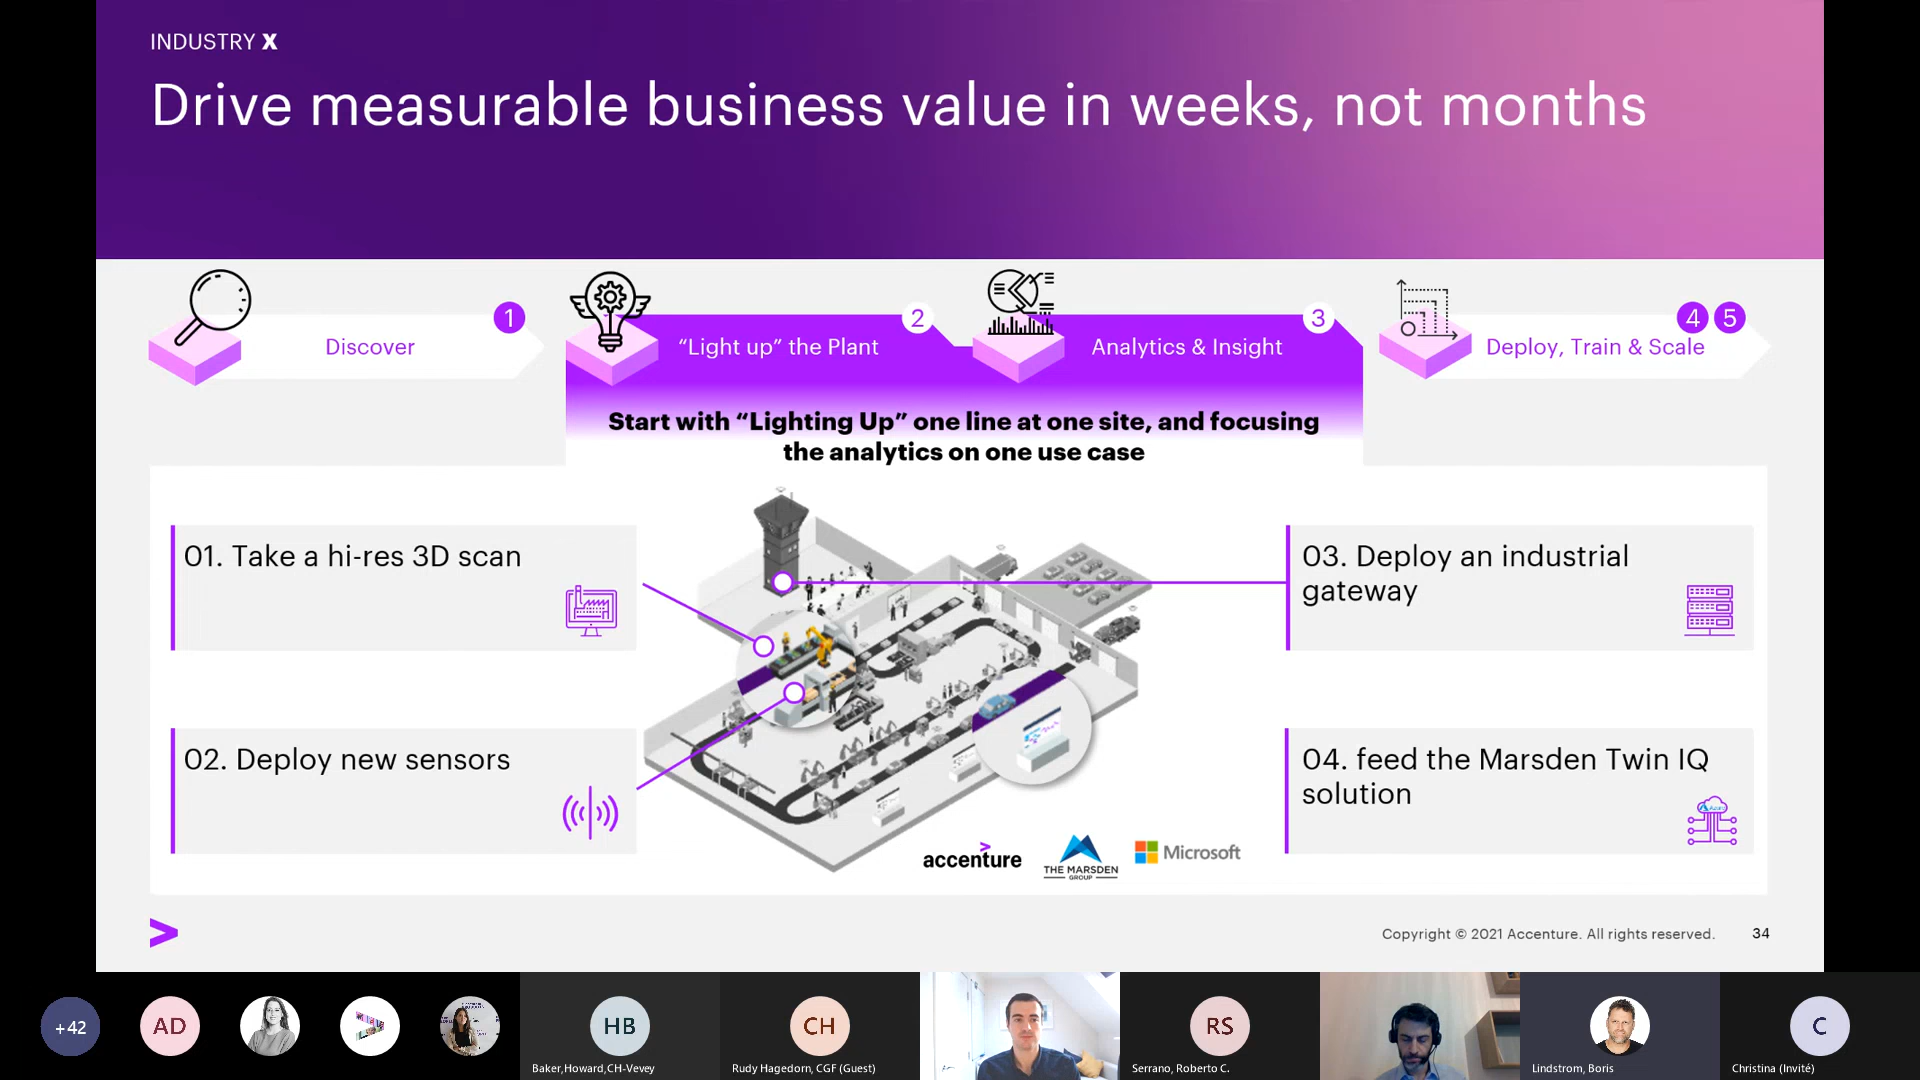 INDUSTRY X
Drive measurable business value in weeks, not months
1
Discover
2
“Light up” the Plant
3
Analytics & Insight
4 5
Deploy, Train & Scale
Start with “Lighting Up” one line at one site, and focusing
the analytics on one use case
01. Take a hi-res 3D scan
02. Deploy new sensors
03. Deploy an industrial
gateway
04. feed the Marsden Twin IQ
solution
Azure
accenture
THE MARSDEN
GROUP
Microsoft
Copyright © 2021 Accenture. All rights reserved.
34
+42
AD
HB
Baker,Howard,CH-Vevey
CH
Rudy Hagedorn, CGF (Guest)
RS
Serrano, Roberto C.
Lindstrom, Boris
C
Christina (Invité)